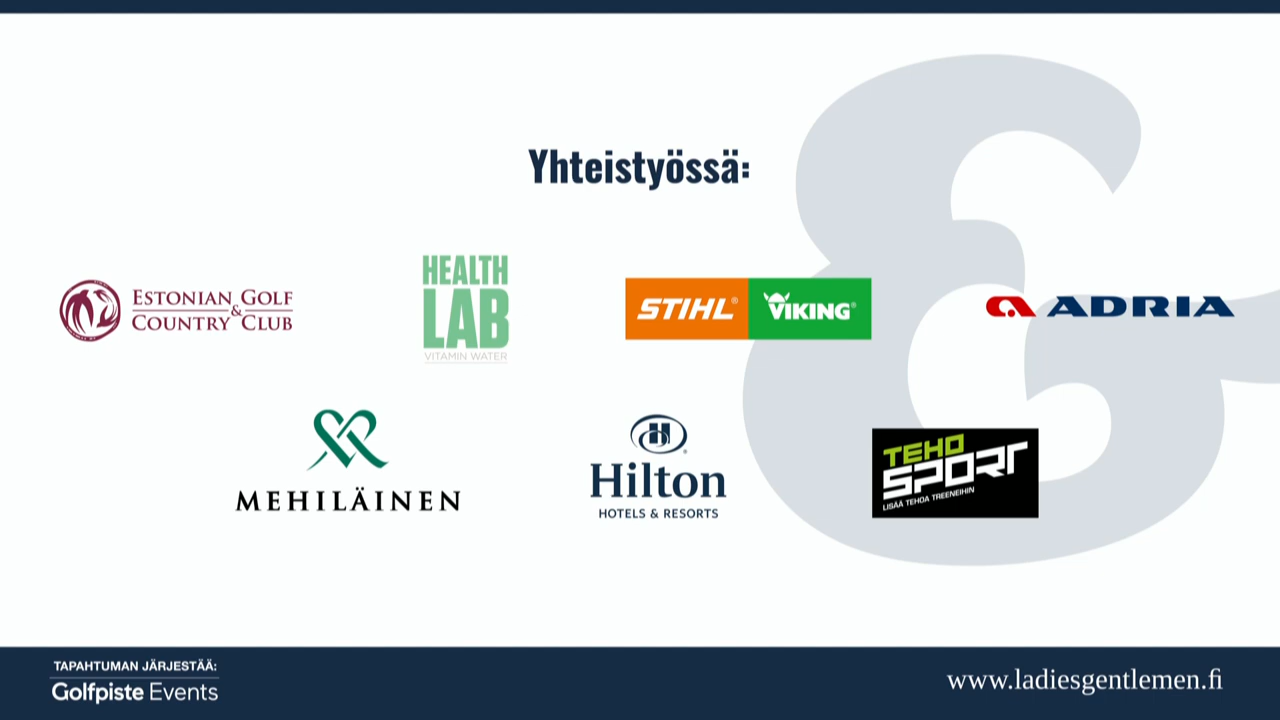 Yhteistyössä:
ESTONIAN GOLF
& COUNTRY CLUB
HEALTH
LAB
VITAMIN WATER
STIHL® VIKING®
ADRIA
MEHILÄINEN
Hilton
HOTELS & RESORTS
TEHO
SPORT
LISÄÄ TEHOA TREENEIHIN
&
TAPAHTUMAN JÄRJESTÄÄ:
Golfpiste Events
www.ladiesgentlemen.fi